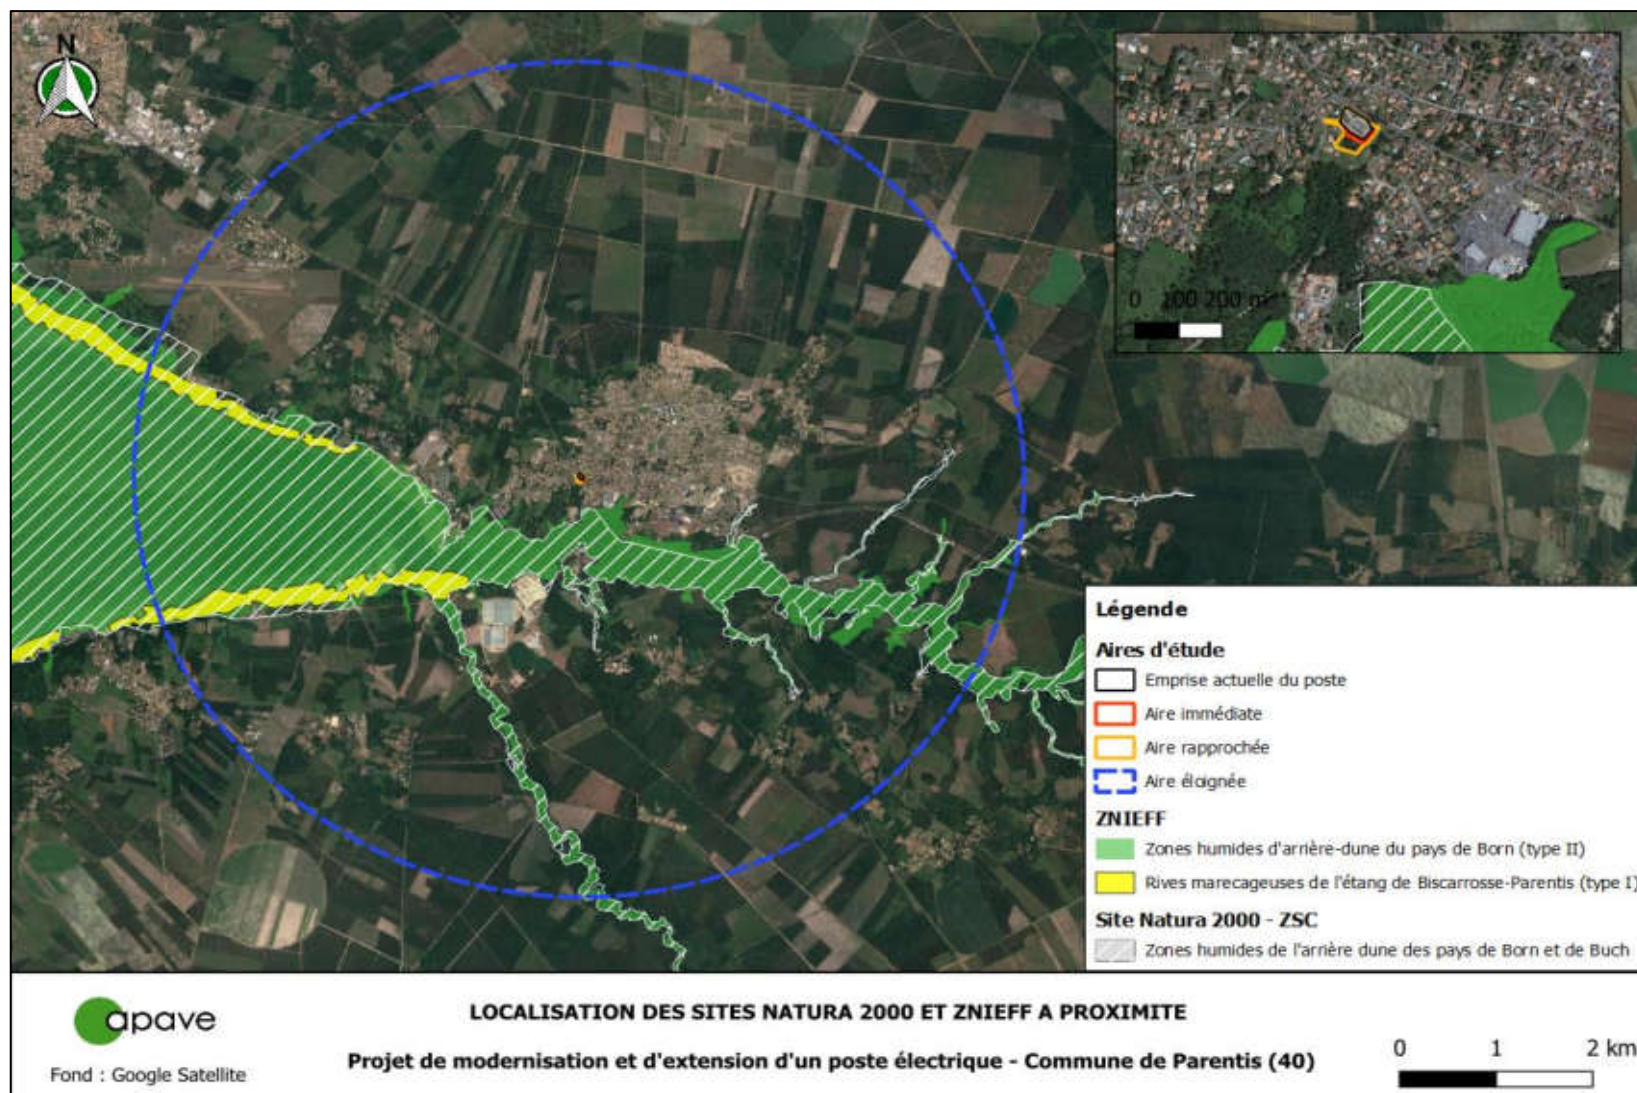 N
0 100 200 m
Légende
Aires d'étude
Emprise actuelle du poste
Aire immédiate
Aire rapprochée
Aire éloignée
ZNIEFF
Zones humides d'arrière-dune du pays de Born (type II)
Rives marecageuses de l'étang de Biscarrosse-Parentis (type I)
Site Natura 2000 - ZSC
Zones humides de l'arrière dune des pays de Born et de Buch
apave
Fond : Google Satellite
LOCALISATION DES SITES NATURA 2000 ET ZNIEFF A PROXIMITE
Projet de modernisation et d'extension d'un poste électrique - Commune de Parentis (40)
0 1 2 km